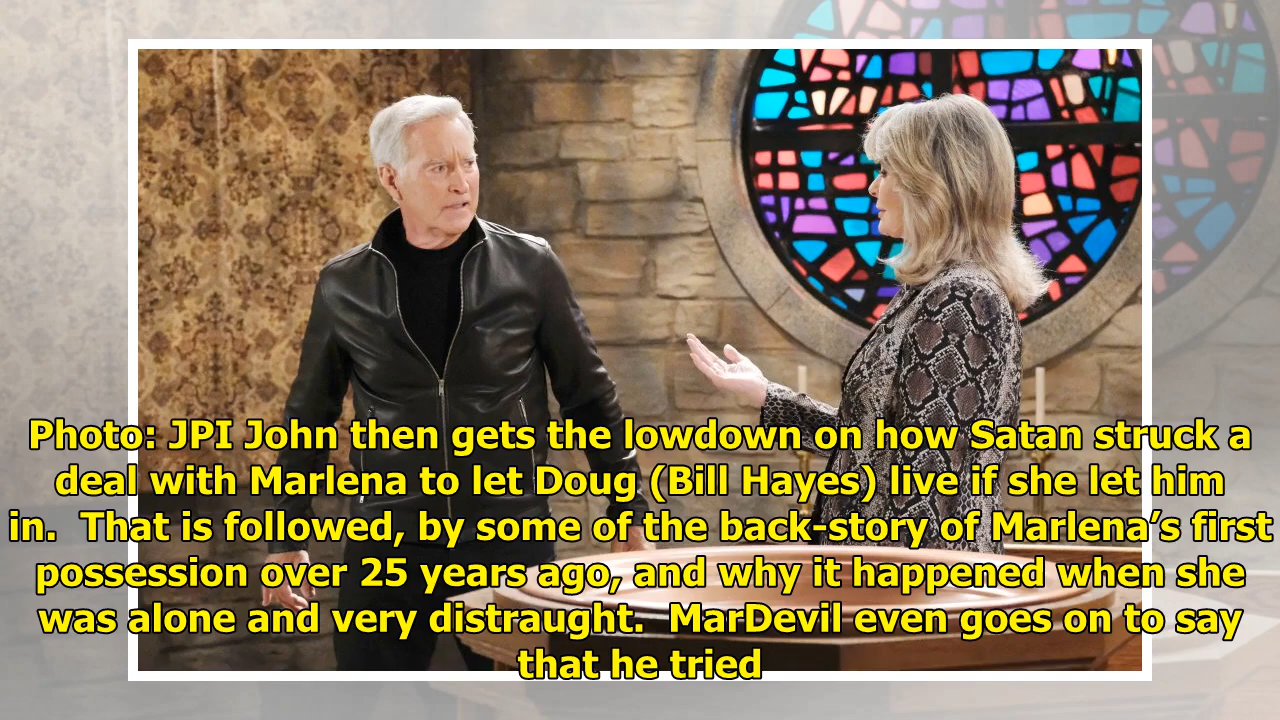 Photo: JPI John then gets the lowdown on how Satan struck a
deal with Marlena to let Doug (Bill Hayes) live if she let him
in.  That is followed, by some of the back-story of Marlena’s first
possession over 25 years ago, and why it happened when she
was alone and very distraught.  MarDevil even goes on to say
that he tried